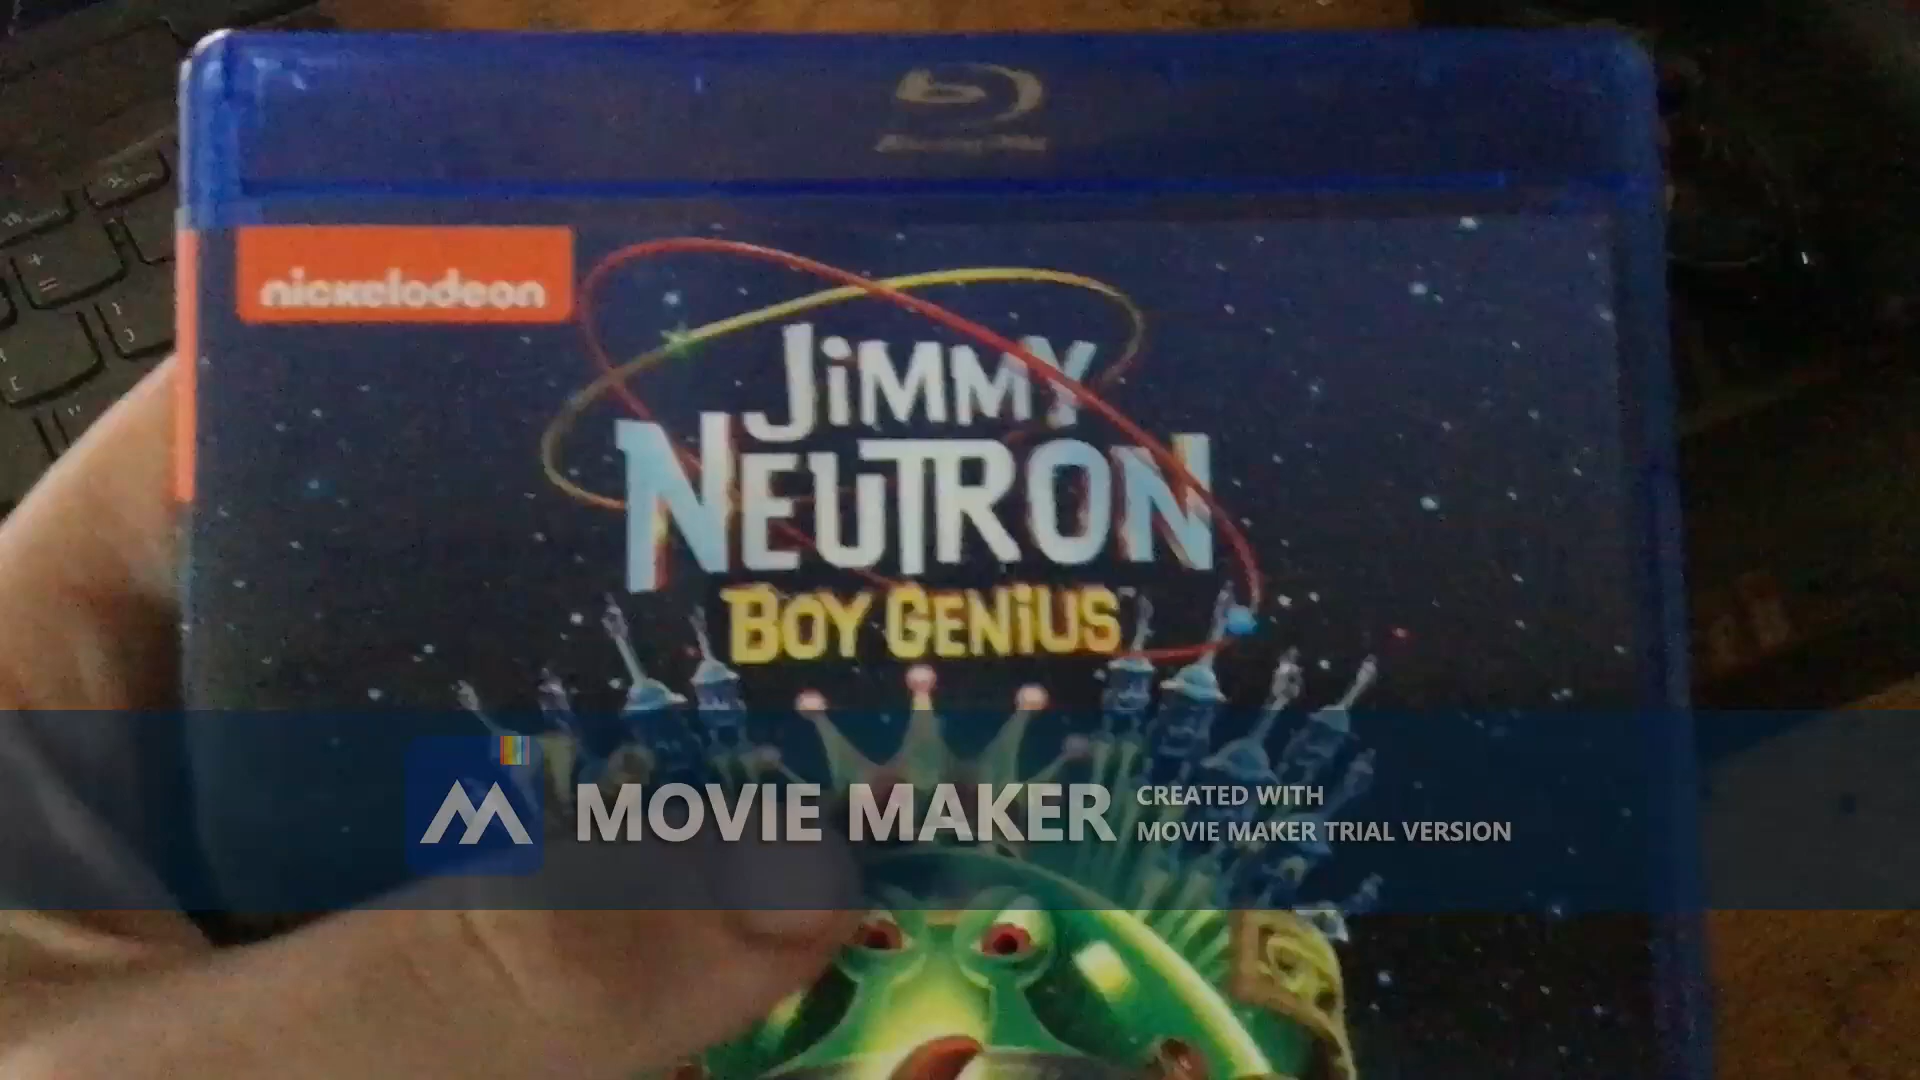 nickelodeon
JiMMY
NEUTRON
BOY GENiUS
MOVIE MAKER
CREATED WITH
MOVIE MAKER TRIAL VERSION